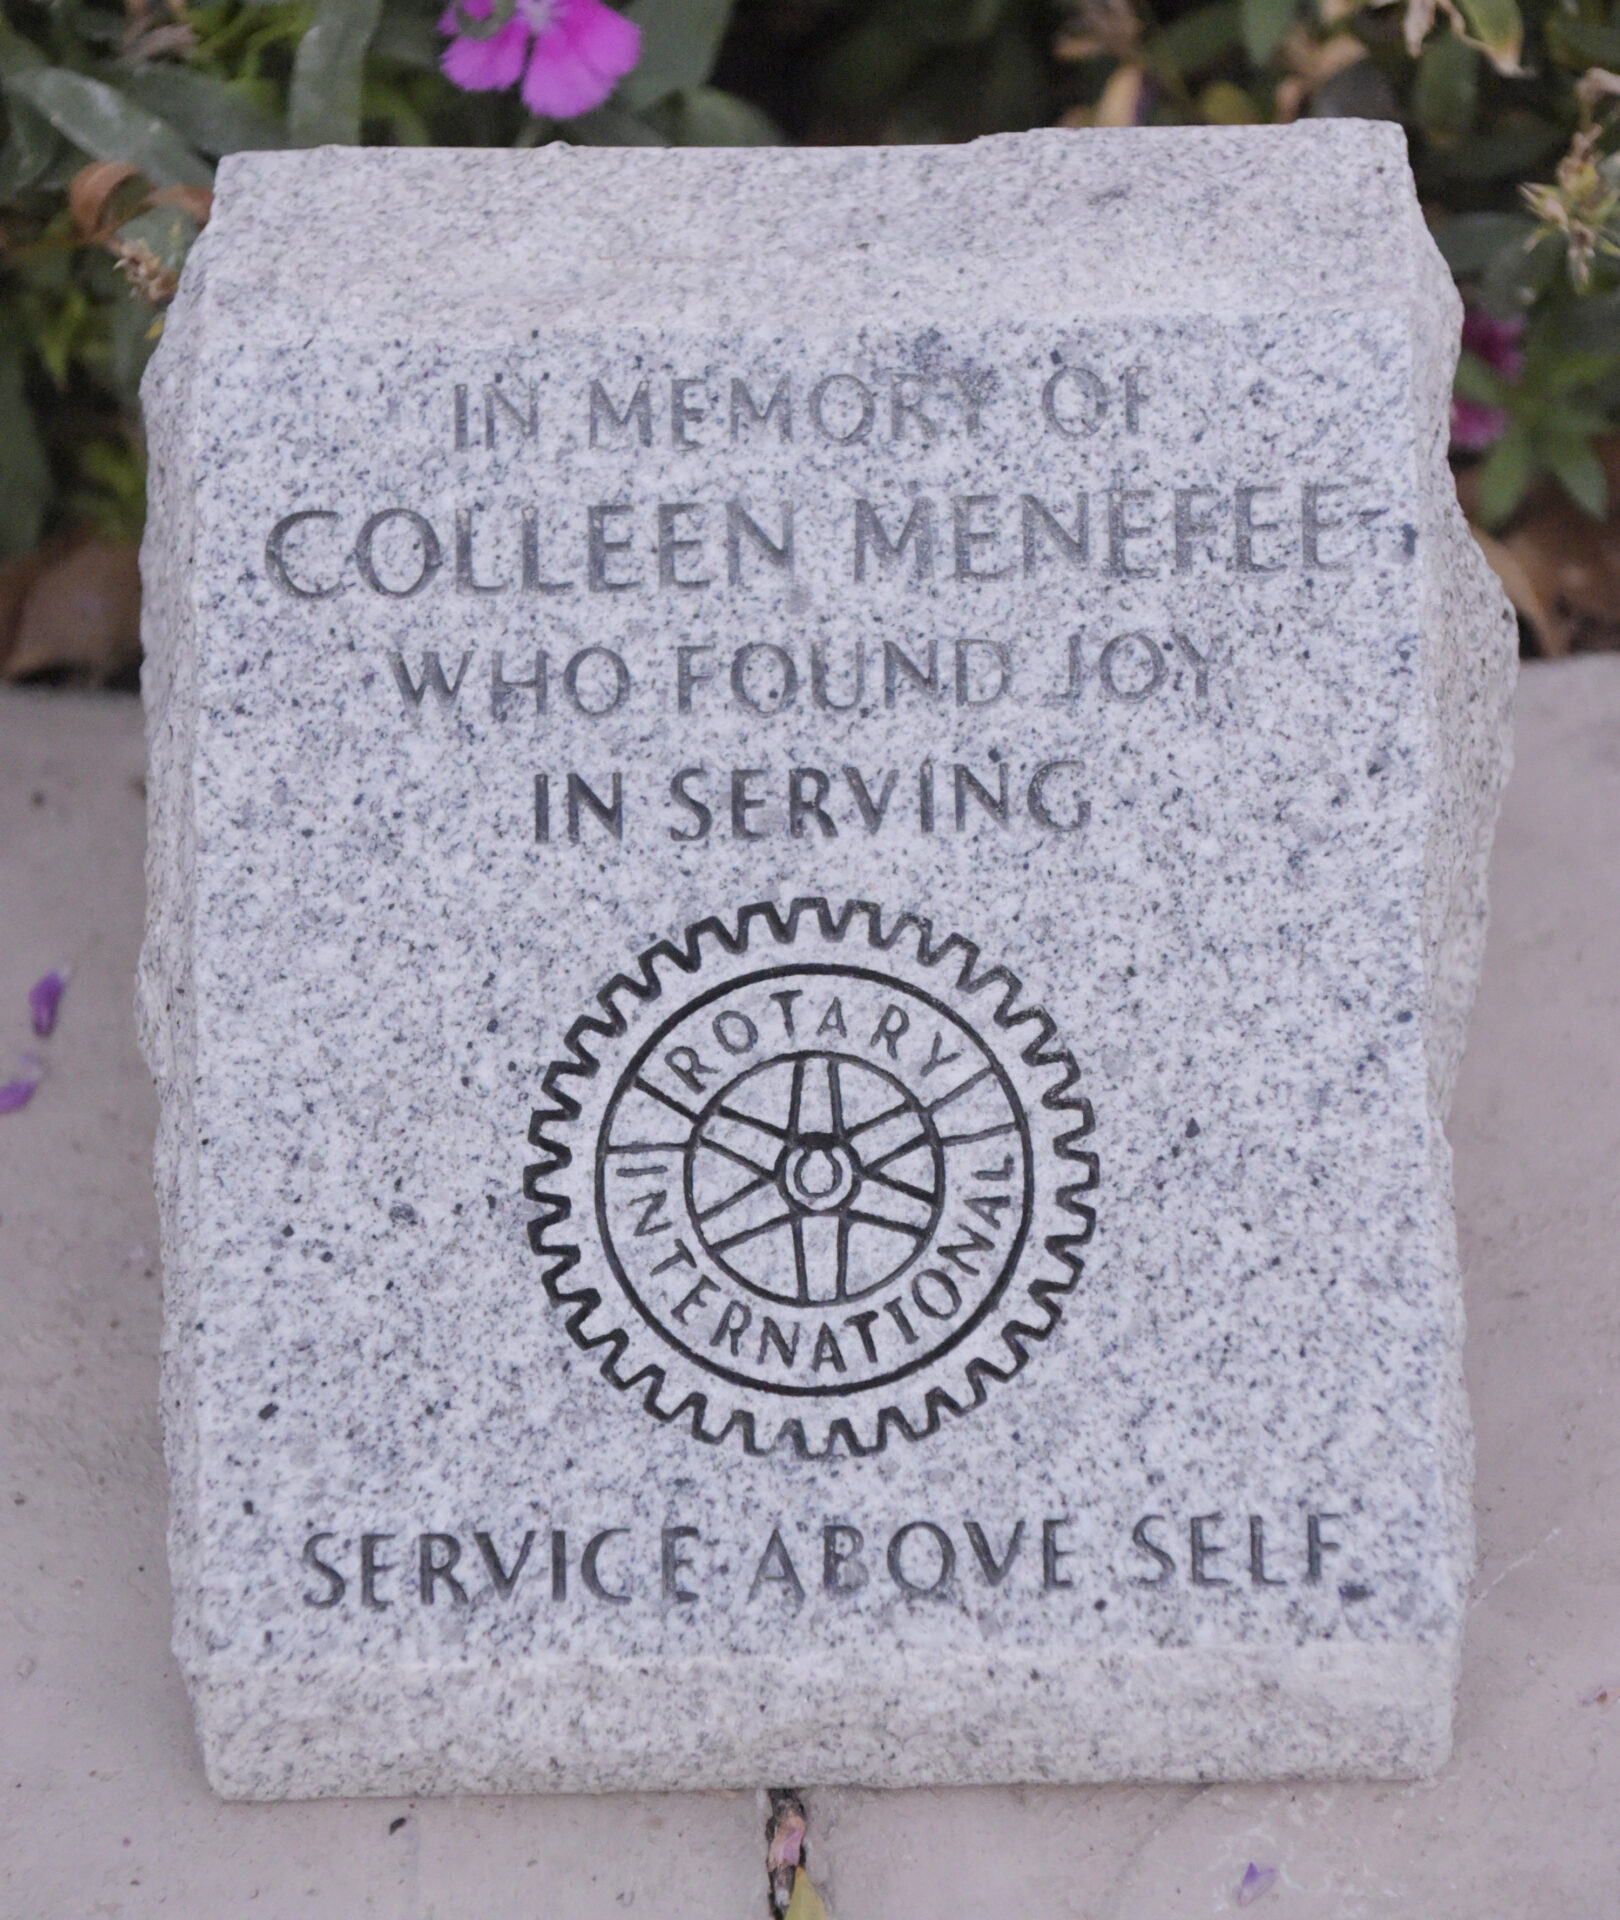 IN MEMORY OF
COLLEEN MENEFEE
WHO FOUND JOY
IN SERVING
ROTARY
INTERNATIONAL
SERVICE ABOVE SELF